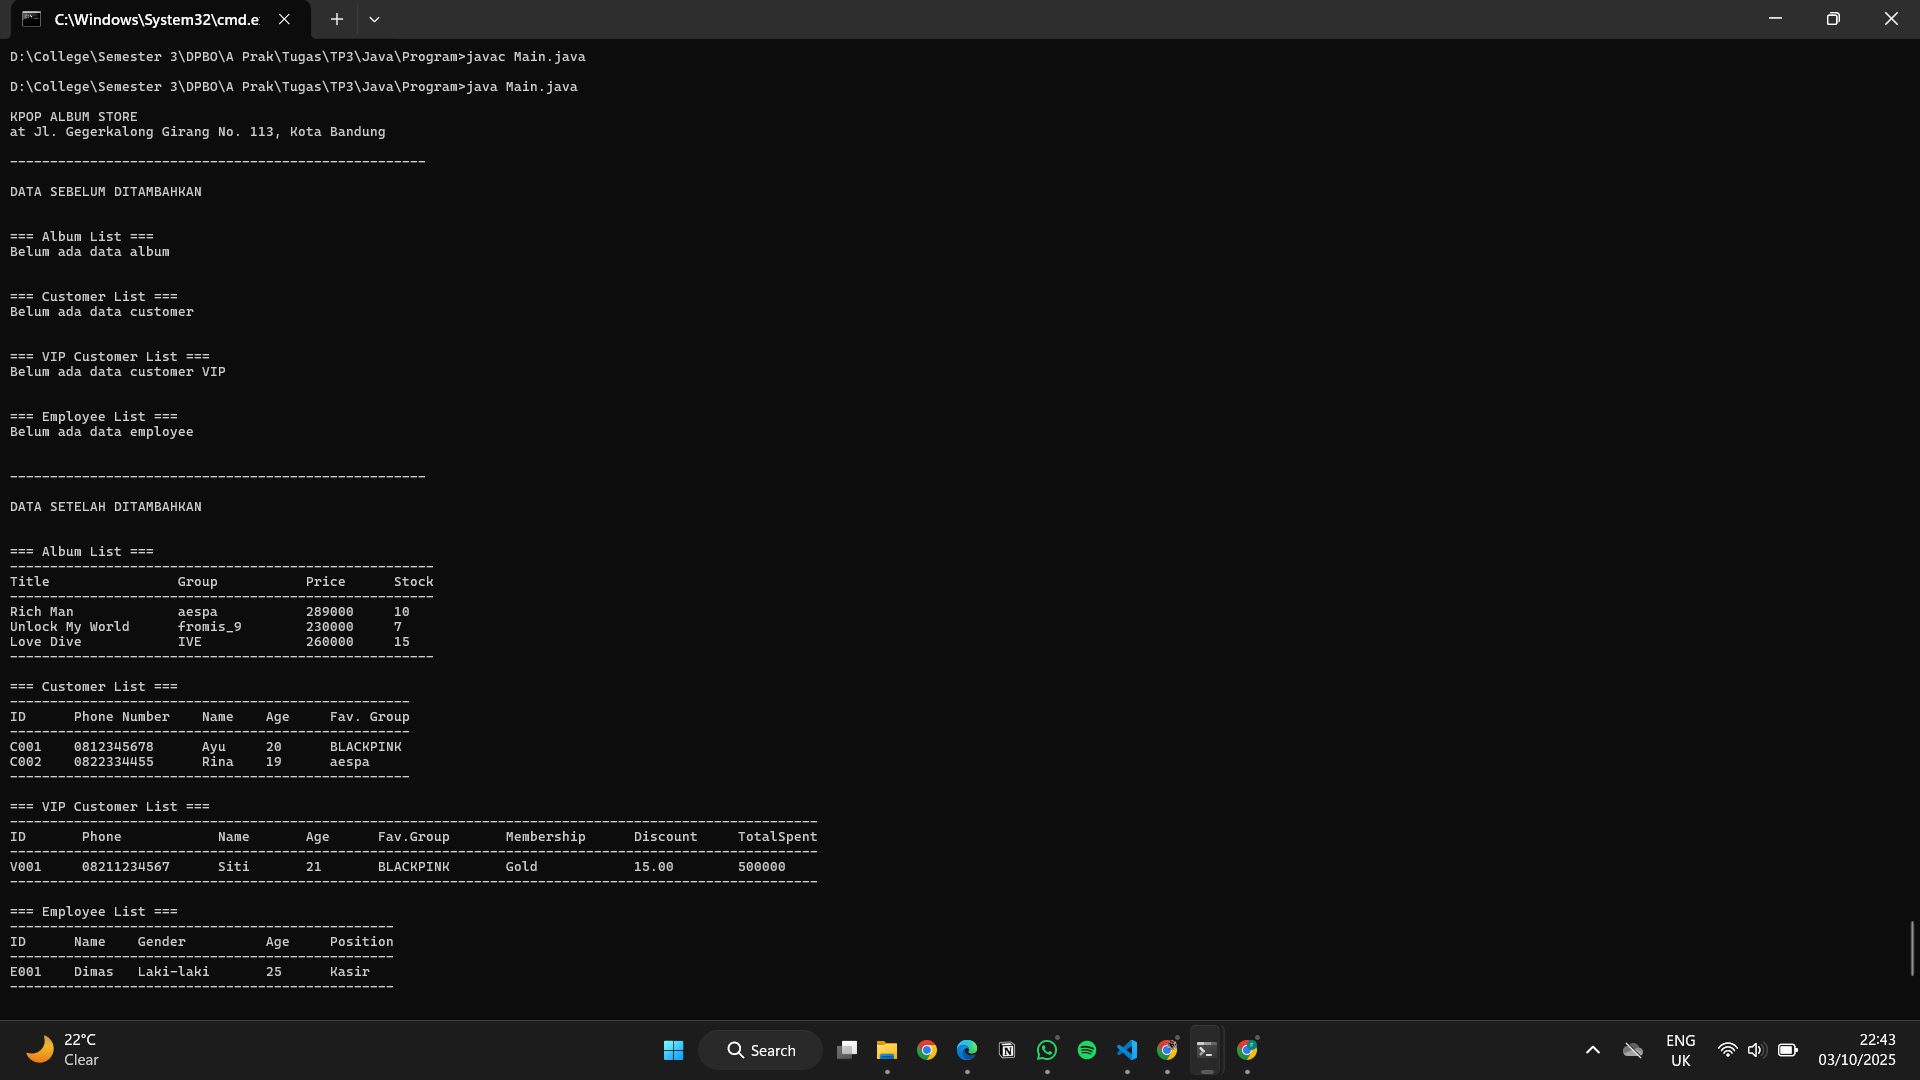 C:\Windows\System32\cmd.e
D:\College\Semester 3\DPBO\A Prak\Tugas\TP3\Java\Program>javac Main.java
D:\College\Semester 3\DPBO\A Prak\Tugas\TP3\Java\Program>java Main.java
KPOP ALBUM STORE
at Jl. Gegerkalong Girang No. 113, Kota Bandung
----------------------------------------------------
DATA SEBELUM DITAMBAHKAN
=== Album List ===
Belum ada data album
=== Customer List ===
Belum ada data customer
=== VIP Customer List ===
Belum ada data customer VIP
=== Employee List ===
Belum ada data employee
----------------------------------------------------
DATA SETELAH DITAMBAHKAN
=== Album List ===
-----------------------------------------------------
Title                Group           Price      Stock
-----------------------------------------------------
Rich Man             aespa           289000     10
Unlock My World      fromis_9        230000     7
Love Dive            IVE             260000     15
-----------------------------------------------------
=== Customer List ===
--------------------------------------------------
ID      Phone Number    Name    Age     Fav. Group
--------------------------------------------------
C001    0812345678      Ayu     20      BLACKPINK
C002    0822334455      Rina    19      aespa
--------------------------------------------------
=== VIP Customer List ===
-----------------------------------------------------------------------------------------------------
ID       Phone            Name       Age      Fav.Group       Membership      Discount     TotalSpent
-----------------------------------------------------------------------------------------------------
V001     08211234567      Siti       21       BLACKPINK       Gold            15.00        500000
-----------------------------------------------------------------------------------------------------
=== Employee List ===
------------------------------------------------
ID      Name    Gender          Age     Position
------------------------------------------------
E001    Dimas   Laki-laki       25      Kasir
------------------------------------------------
22°C
Clear
Search
ENG
UK
22:43
03/10/2025